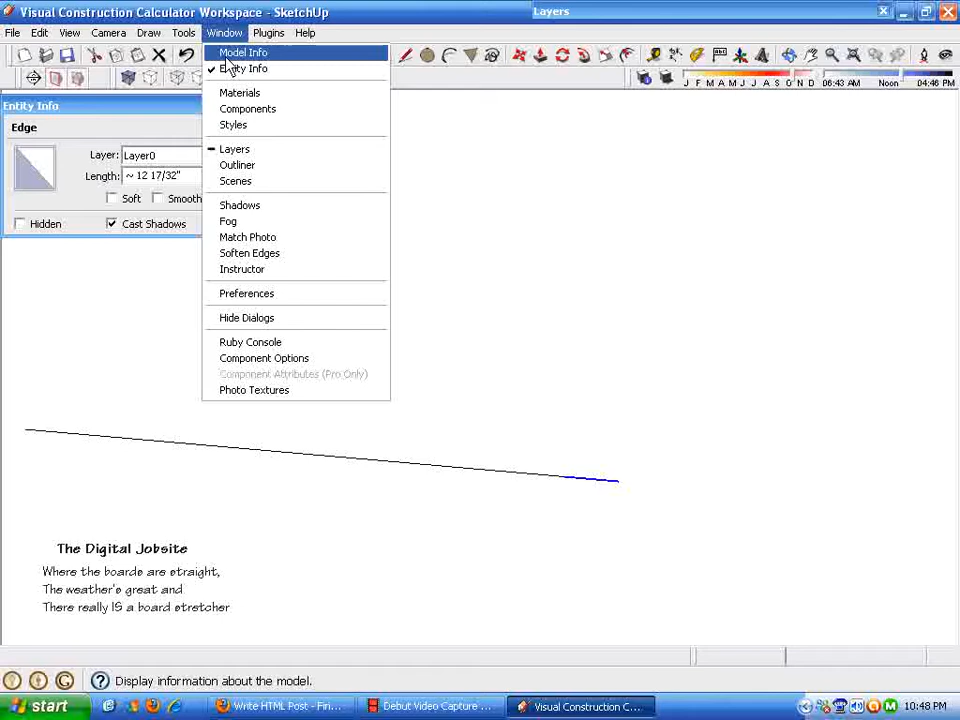 Visual Construction Calculator Workspace - SketchUp
Layers
File Edit View Camera Draw Tools Window Plugins Help
Model Info
Entity Info
Materials
Components
Styles
Layers
Outliner
Scenes
Shadows
Fog
Match Photo
Soften Edges
Instructor
Preferences
Hide Dialogs
Ruby Console
Component Options
Component Attributes (Pro Only)
Photo Textures
J F M A M J J A S O N D
06:43 AM Noon 04:46 PM
Entity Info
Edge
Layer: Layer0
Length: ~ 12 17/32"
Soft Smooth
Hidden Cast Shadows
The Digital Jobsite
Where the boards are straight,
The weather's great and
There really IS a board stretcher
Display information about the model.
start
Write HTML Post - Fin...
Debut Video Capture ...
Visual Construction C...
10:48 PM